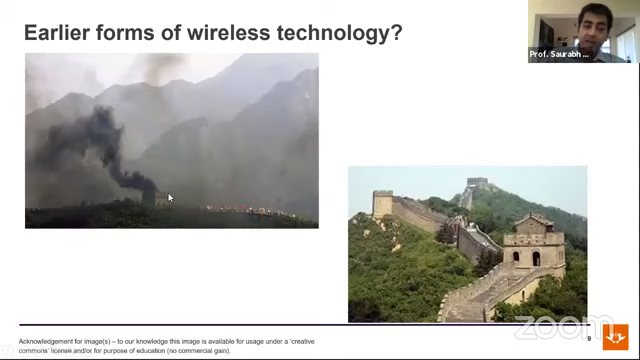 Earlier forms of wireless technology?
Prof. Saurabh ...
9
Acknowledgement for image(s) – to our knowledge this image is available for usage under a 'creative
commons' license and/or for purpose of education (no commercial gain).
zoom